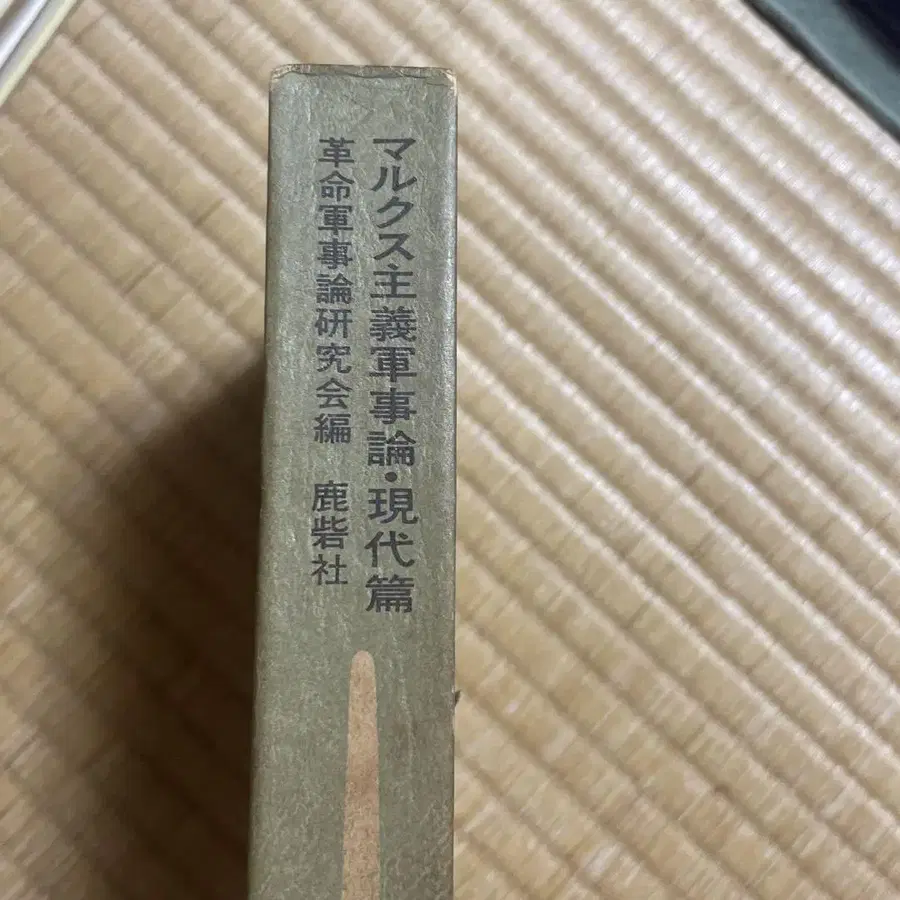 マルクス主義軍事論・現代篇
革命軍事論研究会編 鹿砦社